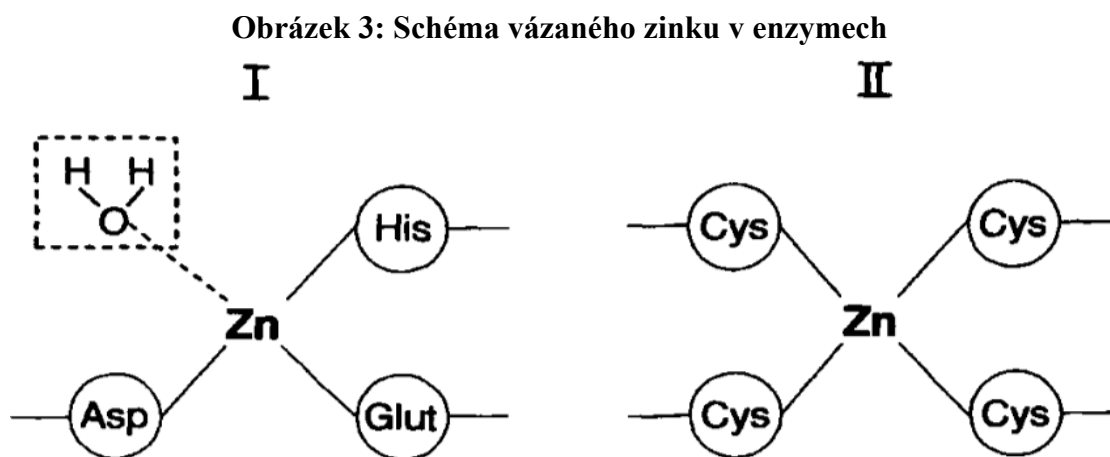 Obrázek 3: Schéma vázaného zinku v enzymech
I
II
H H
O
His
Zn
Asp
Glut
Cys
Cys
Zn
Cys
Cys